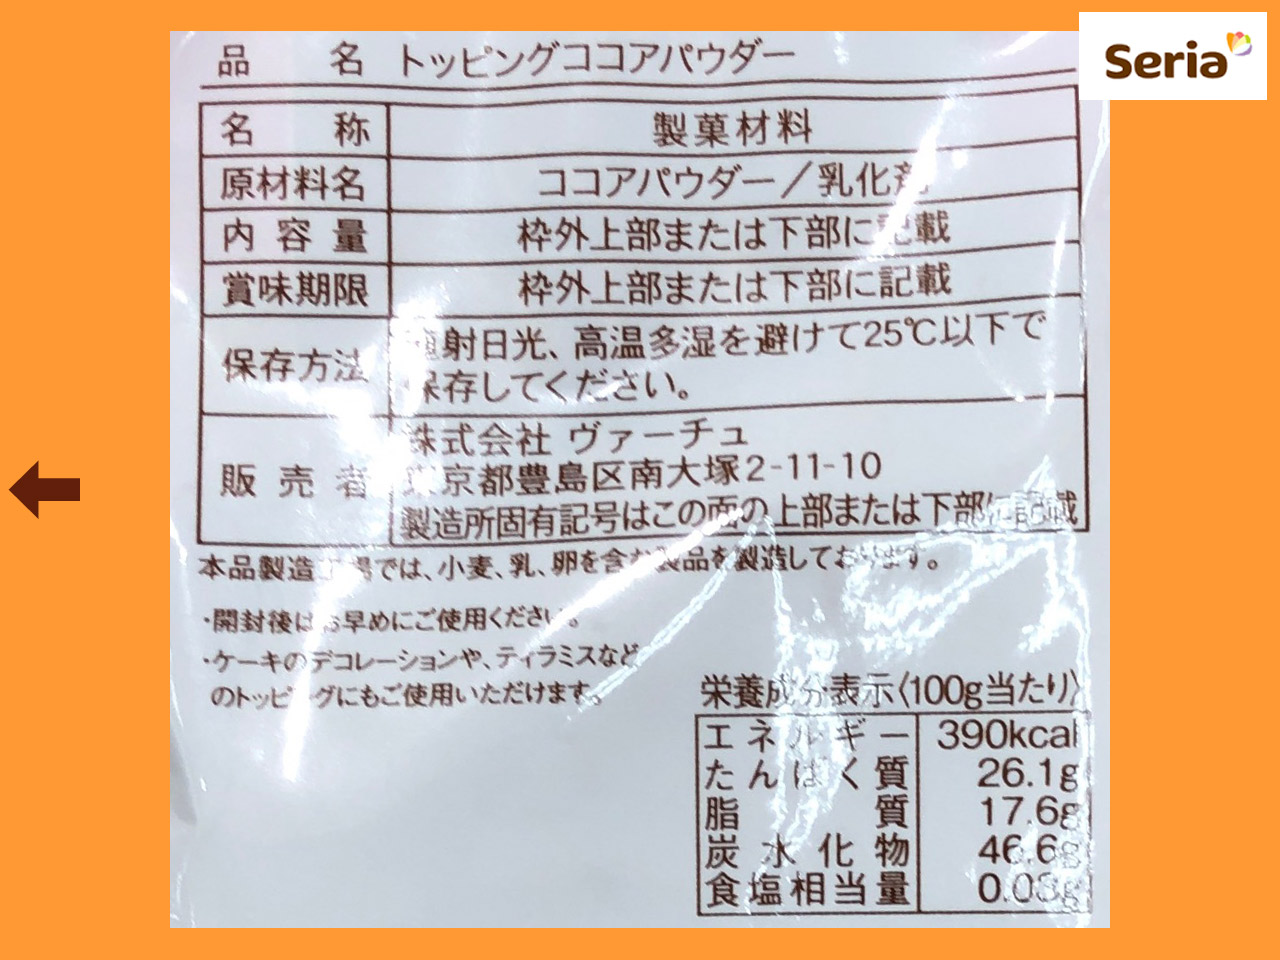 Seria
品名 トッピングココアパウダー
名称 製菓材料
原材料名 ココアパウダー／乳化剤
内容量 枠外上部または下部に記載
賞味期限 枠外上部または下部に記載
保存方法 直射日光、高温多湿を避けて25℃以下で
保存してください。
販売者 株式会社 ヴァーチュ
東京都豊島区南大塚2-11-10
製造所固有記号はこの面の上部または下部に記載
本品製造工場では、小麦、乳、卵を含む製品を製造しております。
・開封後はお早めにご使用ください。
・ケーキのデコレーションや、ティラミスなど
のトッピングにもご使用いただけます。
栄養成分表示〈100g当たり〉
エネルギー 390kcal
たんぱく質 26.1g
脂質 17.6g
炭水化物 46.6g
食塩相当量 0.03g